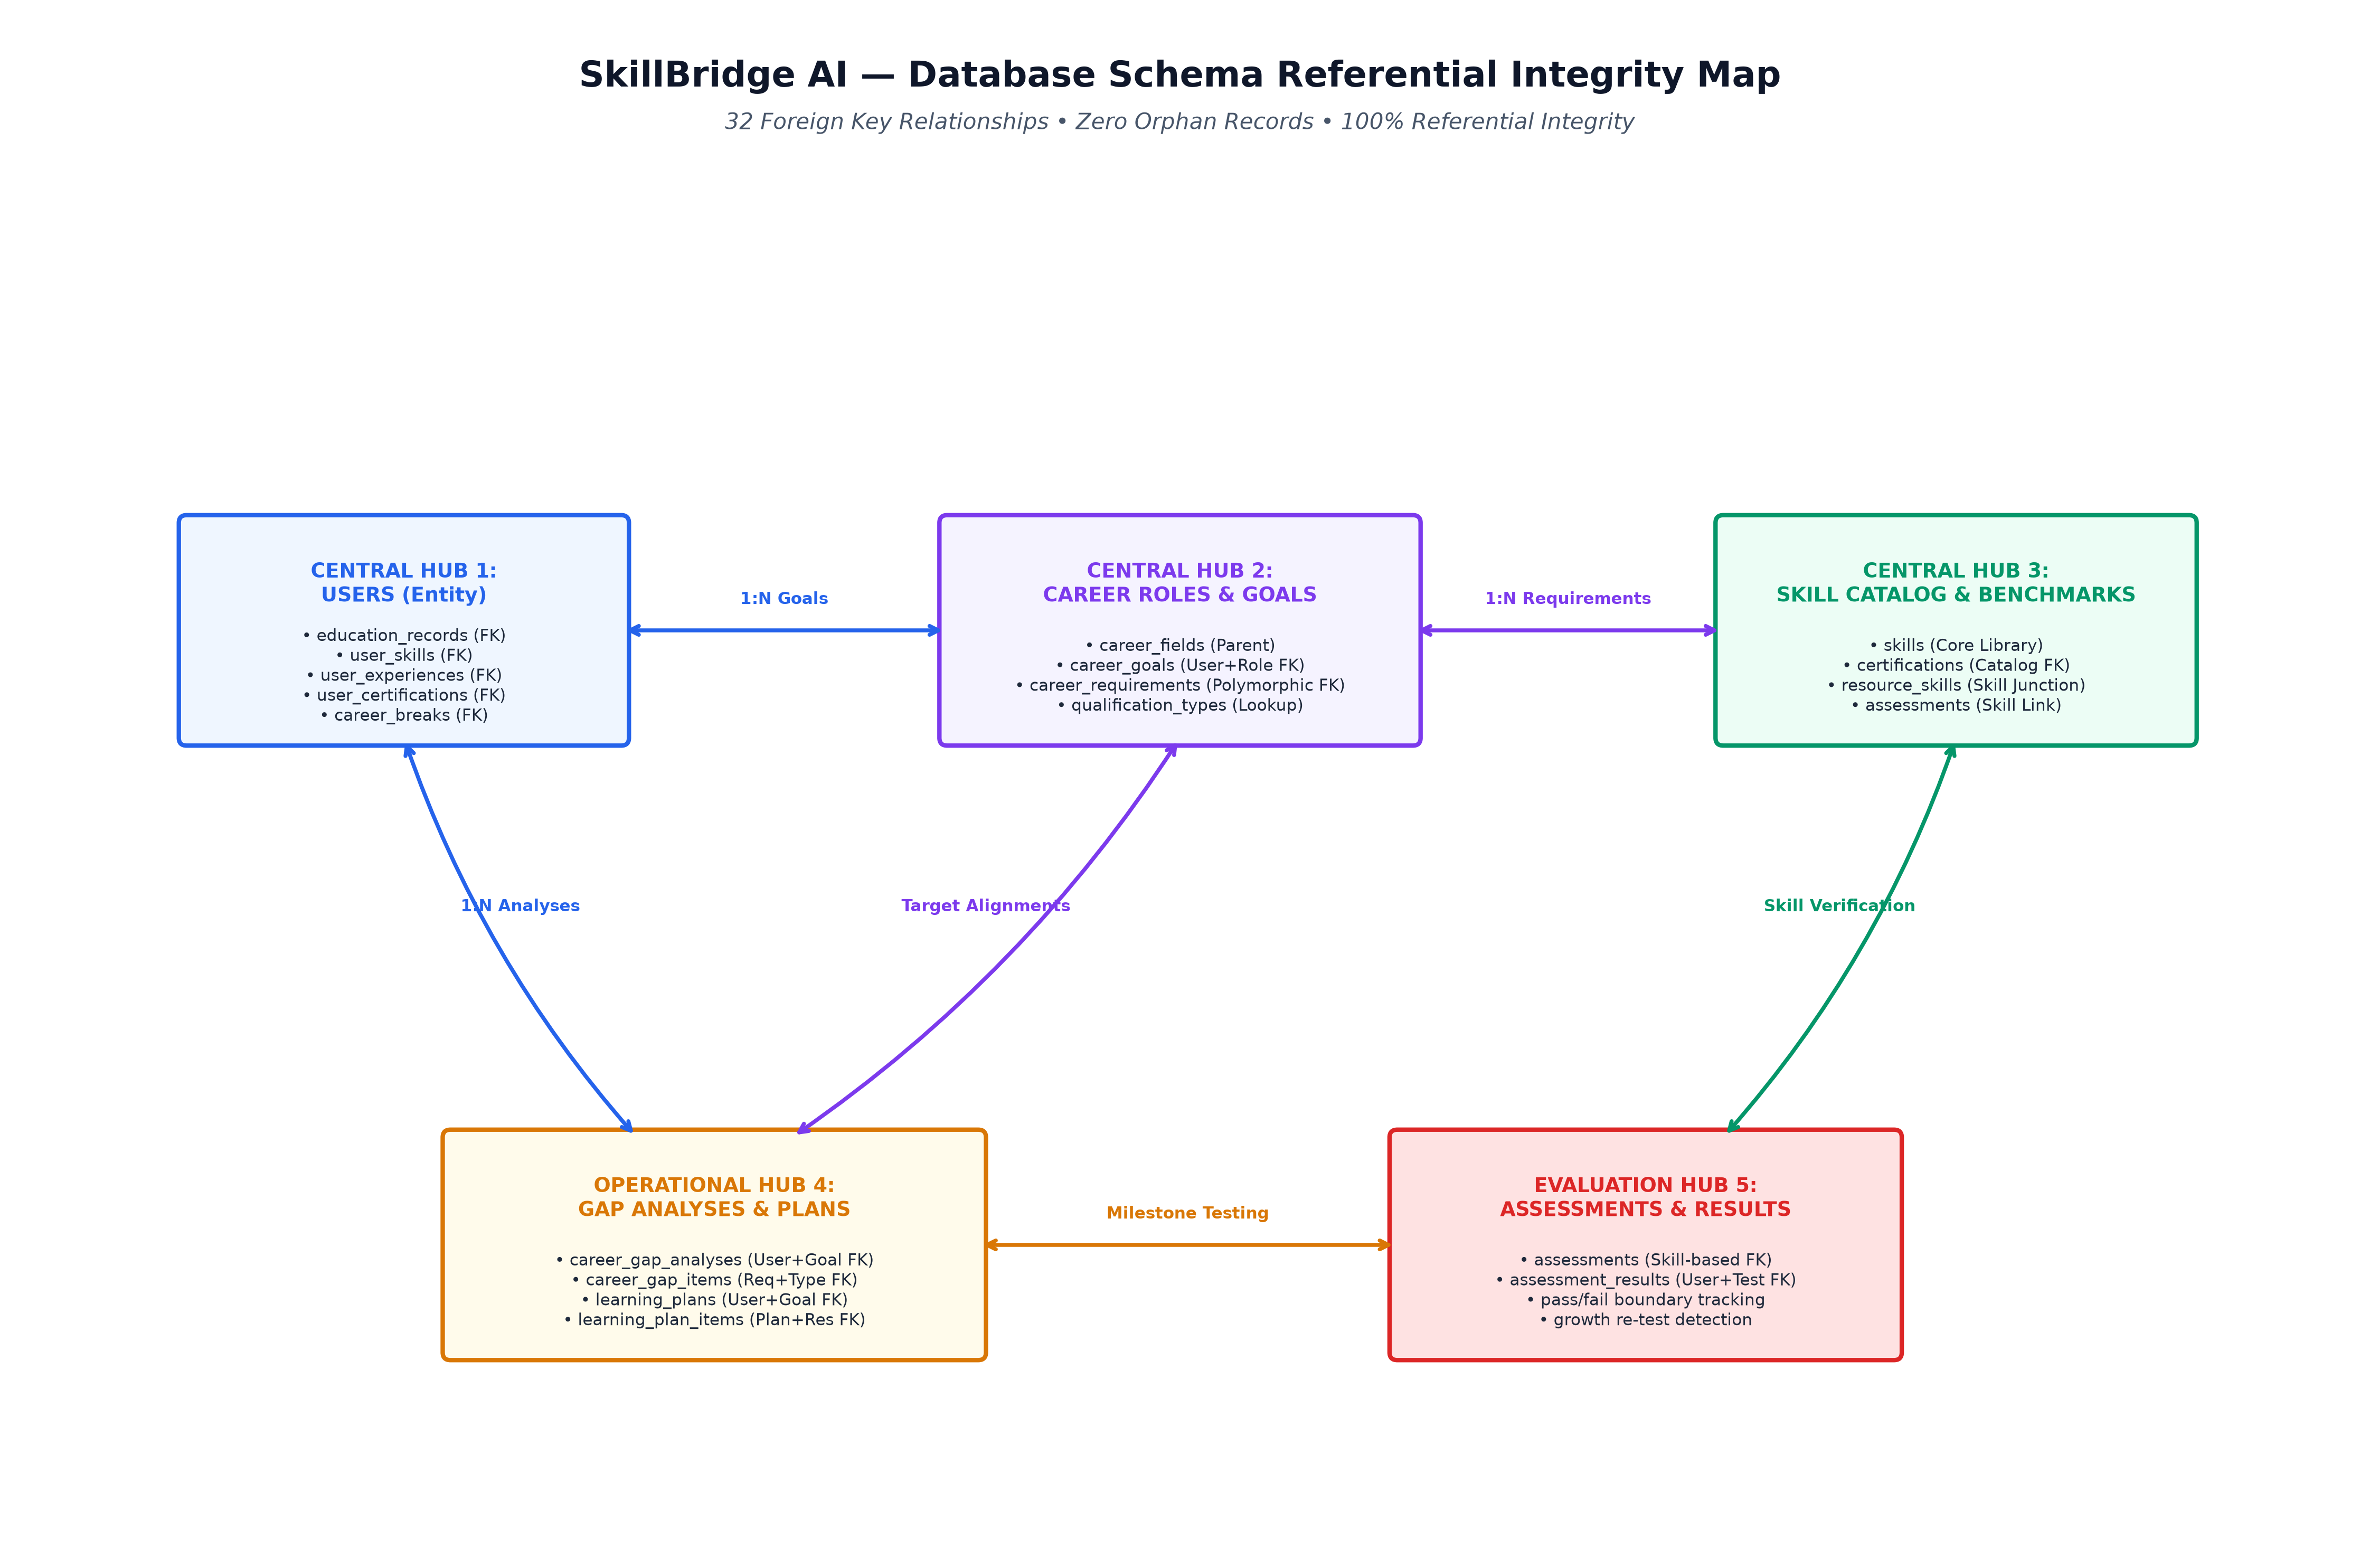 SkillBridge AI — Database Schema Referential Integrity Map
32 Foreign Key Relationships • Zero Orphan Records • 100% Referential Integrity
CENTRAL HUB 1:
USERS (Entity)
• education_records (FK)
• user_skills (FK)
• user_experiences (FK)
• user_certifications (FK)
• career_breaks (FK)
1:N Goals
CENTRAL HUB 2:
CAREER ROLES & GOALS
• career_fields (Parent)
• career_goals (User+Role FK)
• career_requirements (Polymorphic FK)
• qualification_types (Lookup)
1:N Requirements
CENTRAL HUB 3:
SKILL CATALOG & BENCHMARKS
• skills (Core Library)
• certifications (Catalog FK)
• resource_skills (Skill Junction)
• assessments (Skill Link)
1:N Analyses
Target Alignments
Skill Verification
OPERATIONAL HUB 4:
GAP ANALYSES & PLANS
• career_gap_analyses (User+Goal FK)
• career_gap_items (Req+Type FK)
• learning_plans (User+Goal FK)
• learning_plan_items (Plan+Res FK)
Milestone Testing
EVALUATION HUB 5:
ASSESSMENTS & RESULTS
• assessments (Skill-based FK)
• assessment_results (User+Test FK)
• pass/fail boundary tracking
• growth re-test detection